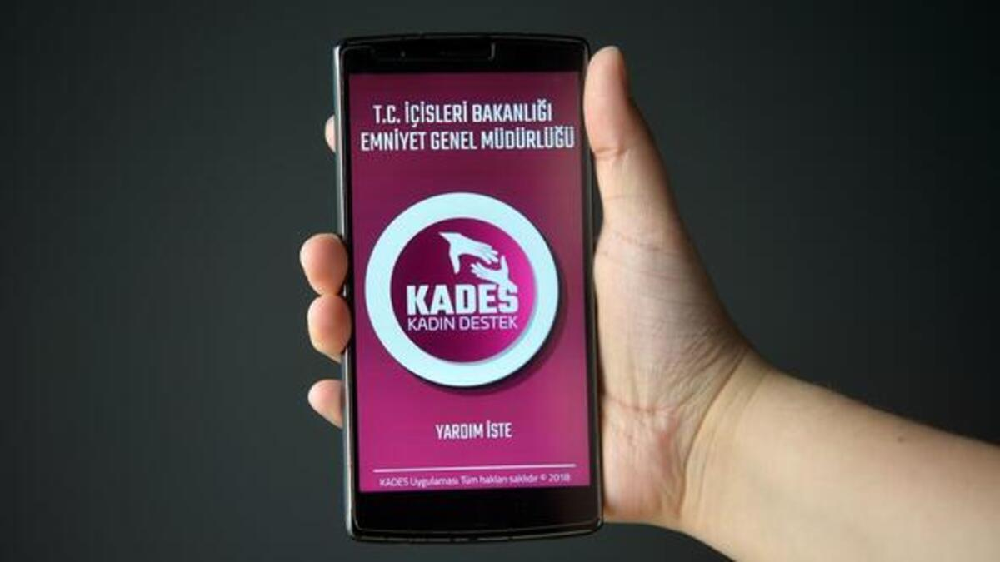 T.C. İÇİSLERİ BAKANLIĞI
EMNİYET GENEL MÜDÜRLÜĞÜ
KADES
KADIN DESTEK
YARDIM İSTE
KADES Uygulaması Tüm hakları saklıdır © 2018